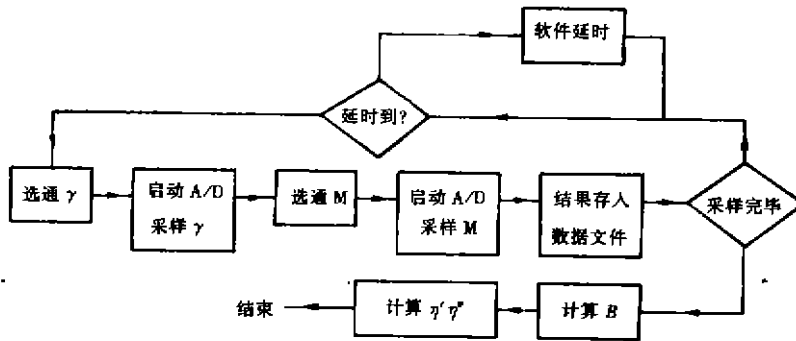 软件延时
延时到?
选通 γ
启动 A/D
采样 γ
选通 M
启动 A/D
采样 M
结果存入
数据文件
采样完毕
结束
计算 η′ η″
计算 B